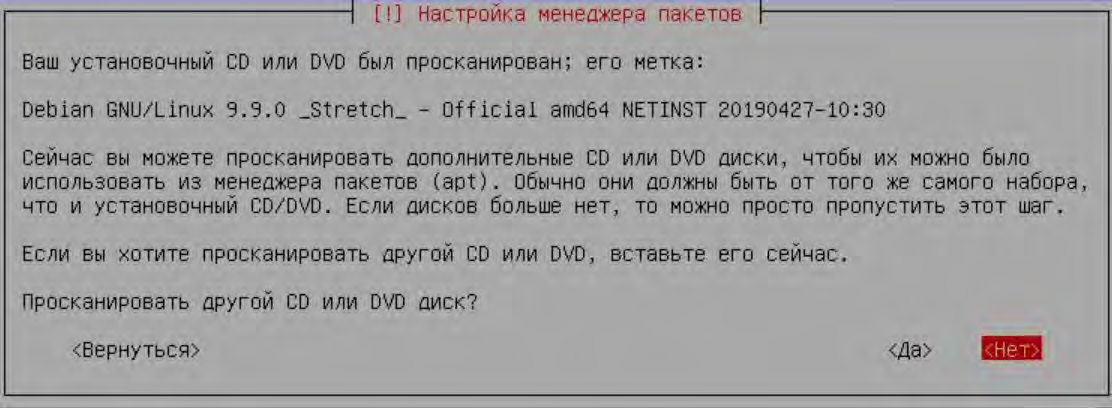 [!] Настройка менеджера пакетов
Ваш установочный CD или DVD был просканирован; его метка:
Debian GNU/Linux 9.9.0 _Stretch_ - Official amd64 NETINST 20190427-10:30
Сейчас вы можете просканировать дополнительные CD или DVD диски, чтобы их можно было
использовать из менеджера пакетов (apt). Обычно они должны быть от того же самого набора,
что и установочный CD/DVD. Если дисков больше нет, то можно просто пропустить этот шаг.
Если вы хотите просканировать другой CD или DVD, вставьте его сейчас.
Просканировать другой CD или DVD диск?
<Вернуться> <Да> <Нет>